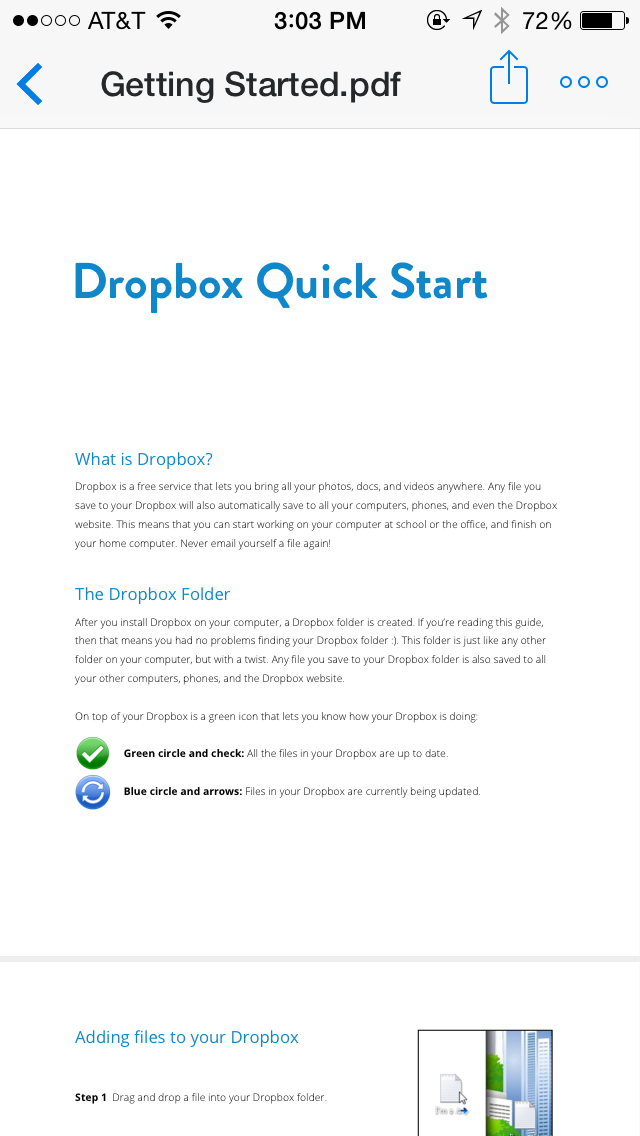 AT&T 3:03 PM 72%
Getting Started.pdf
Dropbox Quick Start
What is Dropbox?
Dropbox is a free service that lets you bring all your photos, docs, and videos anywhere. Any file you
save to your Dropbox will also automatically save to all your computers, phones, and even the Dropbox
website. This means that you can start working on your computer at school or the office, and finish on
your home computer. Never email yourself a file again!
The Dropbox Folder
After you install Dropbox on your computer, a Dropbox folder is created. If you’re reading this guide,
then that means you had no problems finding your Dropbox folder :). This folder is just like any other
folder on your computer, but with a twist. Any file you save to your Dropbox folder is also saved to all
your other computers, phones, and the Dropbox website.
On top of your Dropbox is a green icon that lets you know how your Dropbox is doing:
Green circle and check: All the files in your Dropbox are up to date.
Blue circle and arrows: Files in your Dropbox are currently being updated.
Adding files to your Dropbox
Step 1 Drag and drop a file into your Dropbox folder.
I'm a